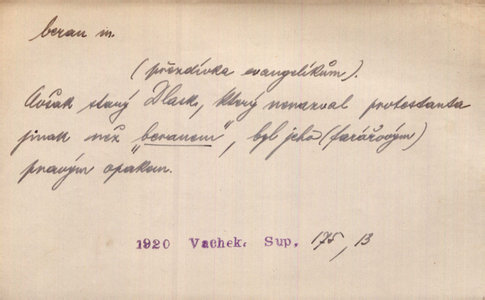 beran m.
(přezdívka evangelíkům).
Avšak starý Dlask, který nenazval protestanta
jinak než „beranem“, byl jeho (farářovým)
pravým opakem.
1920 Vachek. Sup. 175, 13